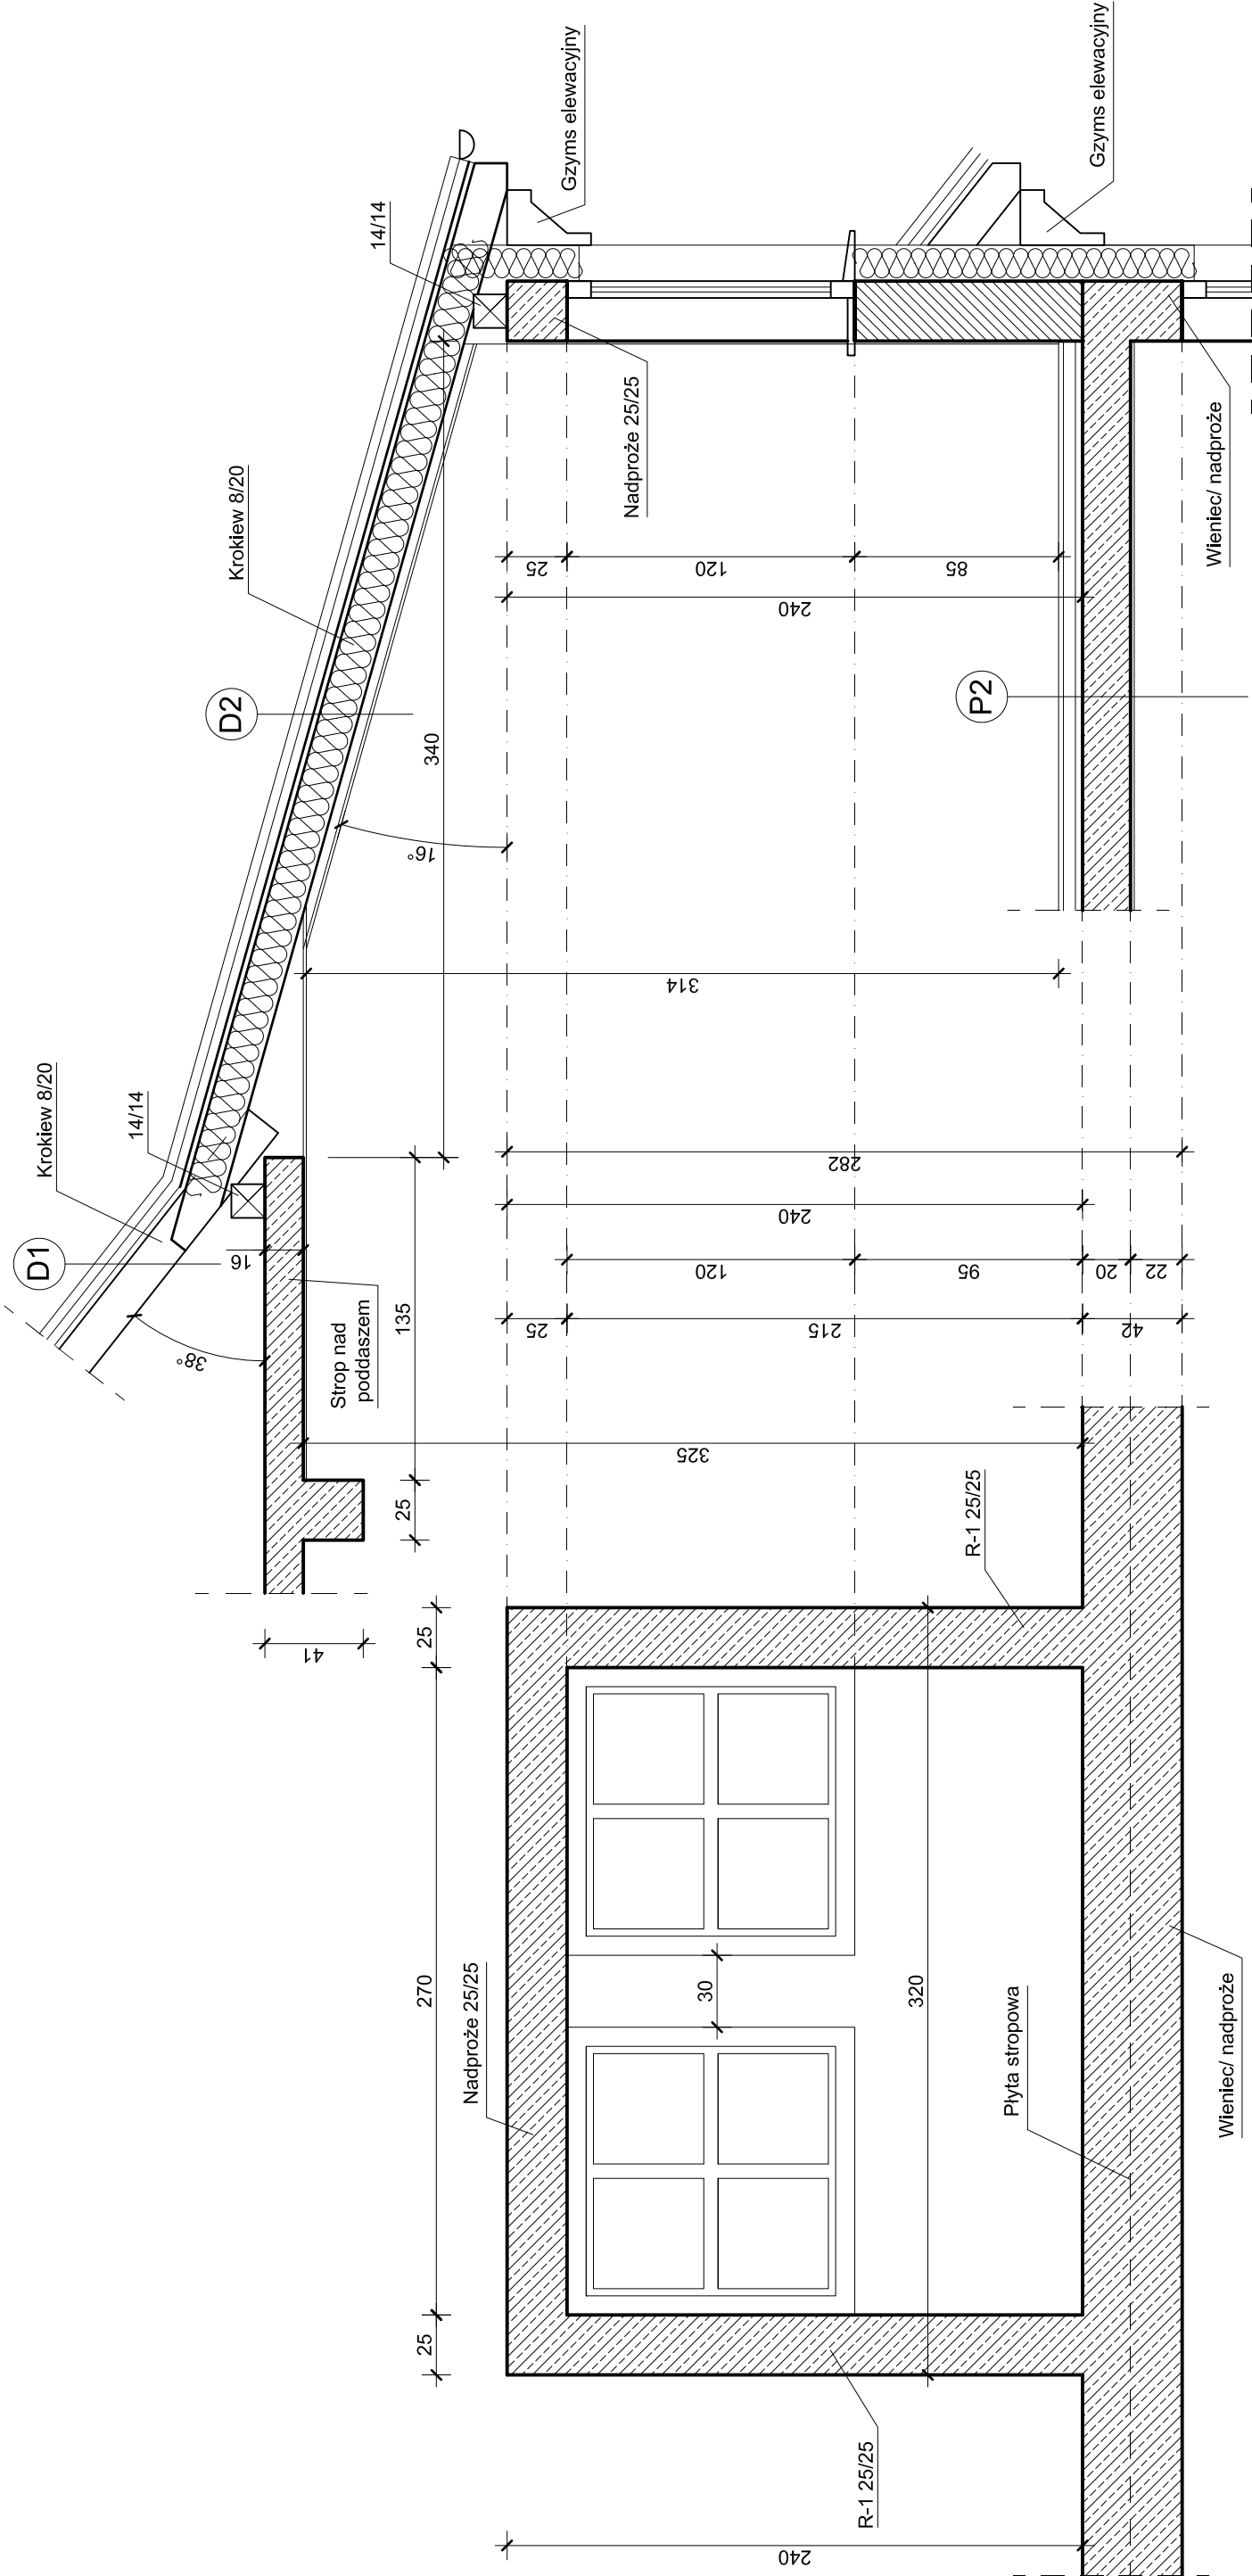 Gzyms elewacyjny
Gzyms elewacyjny
14/14
Krokiew 8/20
D2
Nadproże 25/25
Wieniec/ nadproże
25
120
85
240
340
16°
P2
314
Krokiew 8/20
14/14
D1
16
38°
Strop nad
poddaszem
135
25
41
282
240
120
95
20
22
25
215
42
325
R-1 25/25
25
270
25
Nadproże 25/25
30
320
Płyta stropowa
Wieniec/ nadproże
R-1 25/25
240